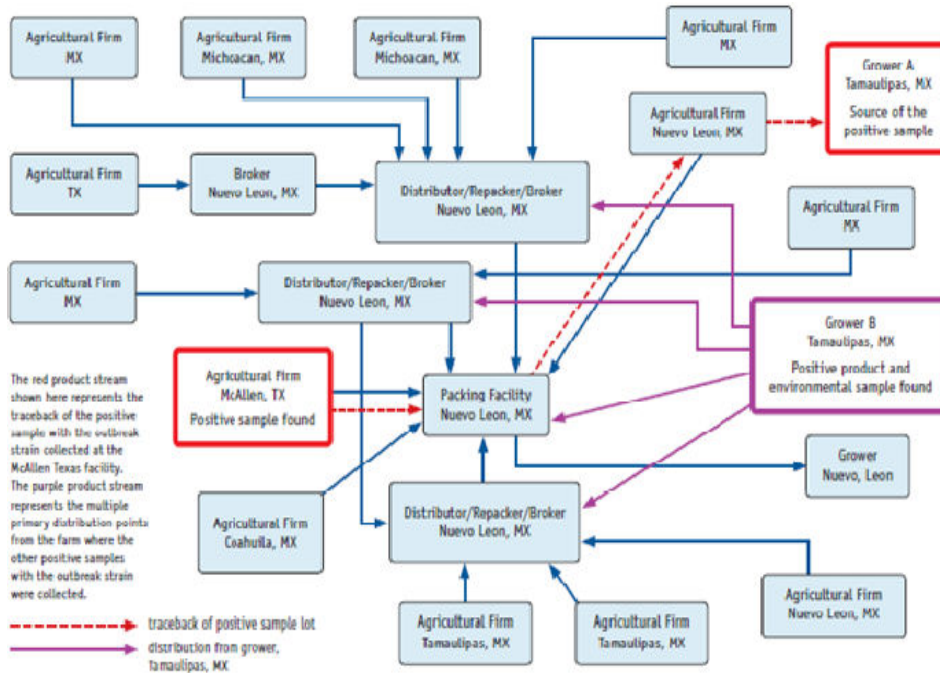 Agricultural Firm
MX
Agricultural Firm
Michoacan, MX
Agricultural Firm
Michoacan, MX
Agricultural Firm
MX
Grower A
Tamaulipas, MX
Source of the
positive sample
Agricultural Firm
Nuevo Leon, MX
Agricultural Firm
TX
Broker
Nuevo Leon, MX
Distributor/Repacker/Broker
Nuevo Leon, MX
Agricultural Firm
MX
Agricultural Firm
MX
Distributor/Repacker/Broker
Nuevo Leon, MX
Grower B
Tamaulipas, MX
Positive product and
environmental sample found
Agricultural Firm
McAllen, TX
Positive sample found
Packing Facility
Nuevo Leon, MX
The red product stream
shown here represents the
traceback of the positive
sample with the outbreak
strain collected at the
McAllen Texas facility.
The purple product stream
represents the multiple
primary distribution points
from the farm where the
other positive samples
with the outbreak strain
were collected.
Grower
Nuevo, Leon
Agricultural Firm
Coahuila, MX
Distributor/Repacker/Broker
Nuevo Leon, MX
Agricultural Firm
Nuevo Leon, MX
Agricultural Firm
Tamaulipas, MX
Agricultural Firm
Tamaulipas, MX
traceback of positive sample lot
distribution from grower,
Tamaulipas, MX